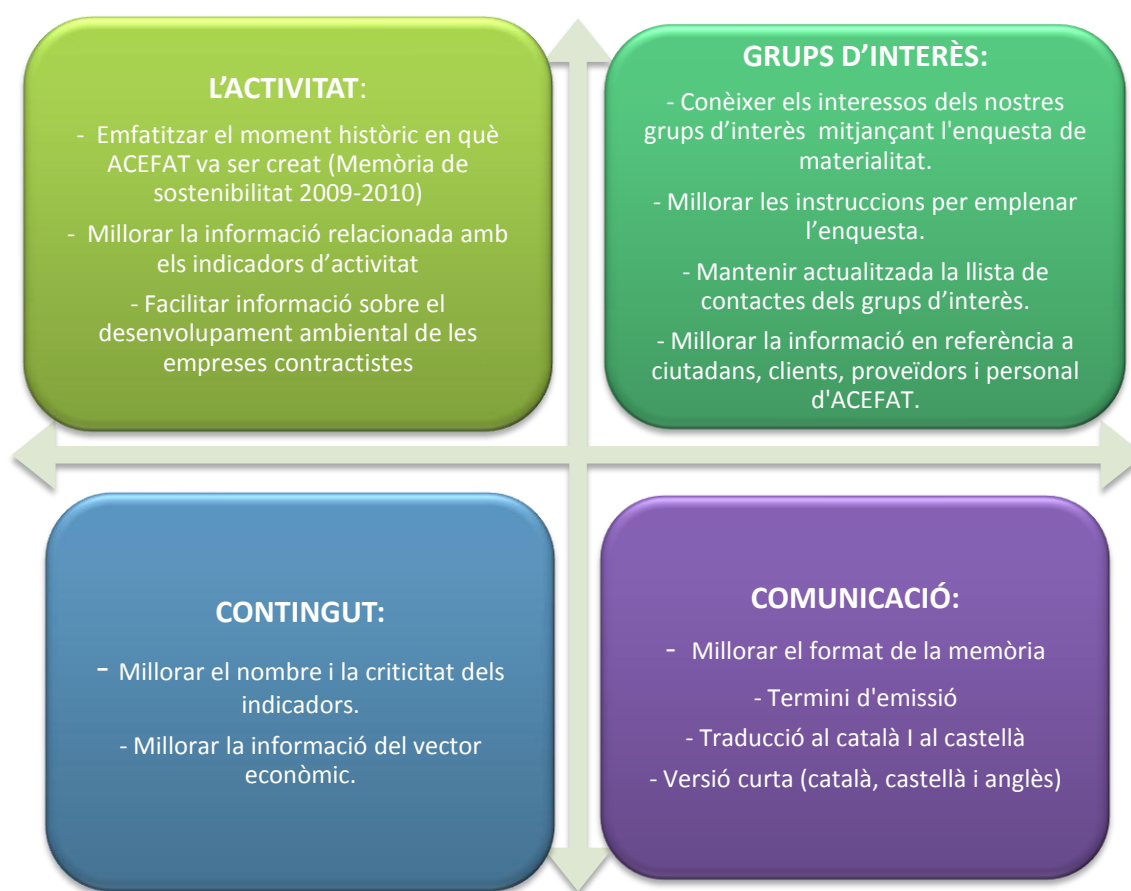 L'ACTIVITAT:
- Emfatitzar el moment històric en què
ACEFAT va ser creat (Memòria de
sostenibilitat 2009-2010)
- Millorar la informació relacionada amb
els indicadors d'activitat
- Facilitar informació sobre el
desenvolupament ambiental de les
empreses contractistes
GRUPS D'INTERÈS:
- Conèixer els interessos dels nostres
grups d'interès mitjançant l'enquesta de
materialitat.
- Millorar les instruccions per emplenar
l'enquesta.
- Mantenir actualitzada la llista de
contactes dels grups d'interès.
- Millorar la informació en referència a
ciutadans, clients, proveïdors i personal
d'ACEFAT.
CONTINGUT:
- Millorar el nombre i la criticitat dels
indicadors.
- Millorar la informació del vector
econòmic.
COMUNICACIÓ:
- Millorar el format de la memòria
- Termini d'emissió
- Traducció al català I al castellà
- Versió curta (català, castellà i anglès)